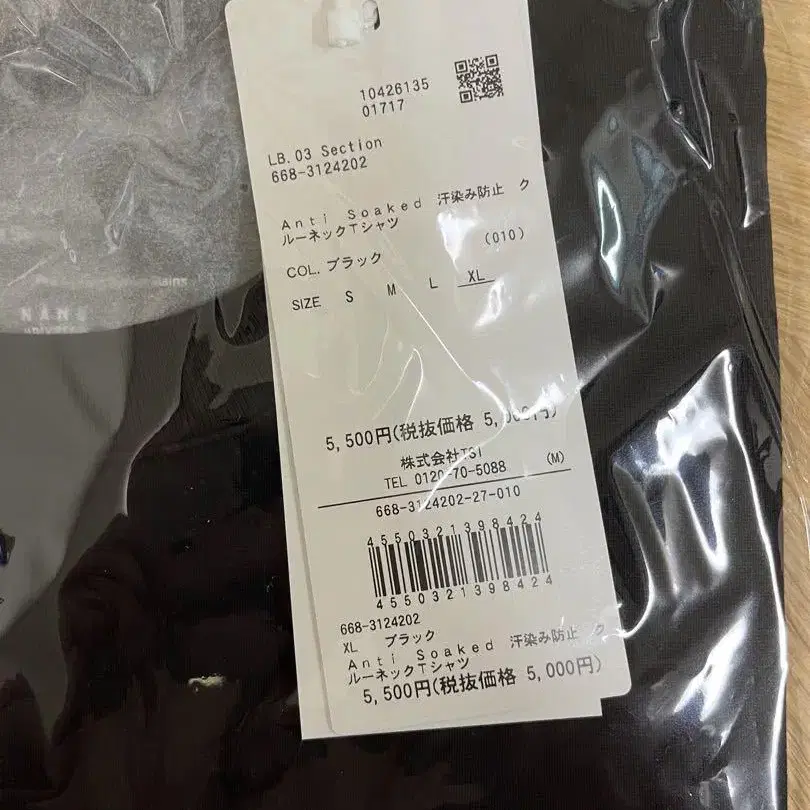 10426135
01717
LB.03 Section
668-3124202
Anti Soaked 汗染み防止 ク
ルーネックTシャツ
(010)
COL. ブラック
SIZE S M L XL
5,500円(税抜価格 5,000円)
株式会社TSI
TEL 0120-70-5088 (M)
668-3124202-27-010
4550321398424
4550321398424
668-3124202
XL ブラック
Anti Soaked 汗染み防止 ク
ルーネックTシャツ
5,500円(税抜価格 5,000円)
NANO
universe